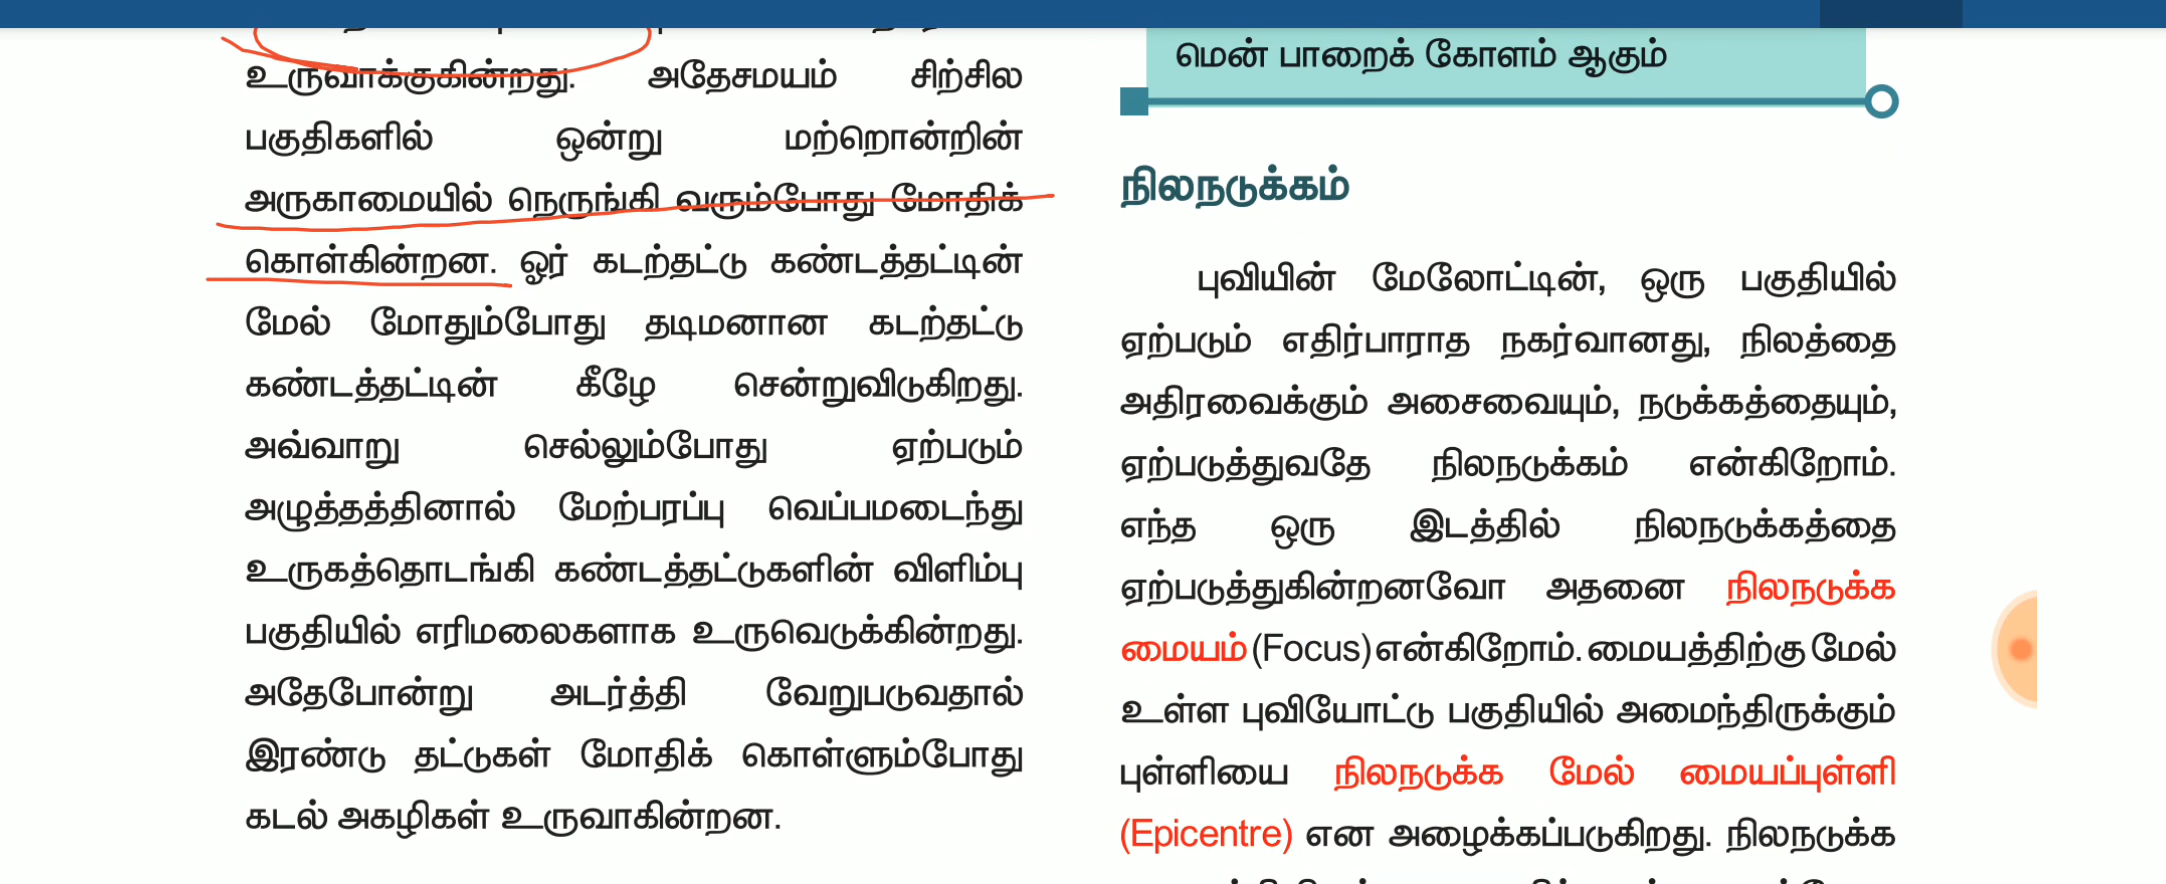 உருவாக்குகின்றது. அதேசமயம் சிற்சில
பகுதிகளில் ஒன்று மற்றொன்றின்
அருகாமையில் நெருங்கி வரும்போது மோதிக்
கொள்கின்றன. ஓர் கடற்தட்டு கண்டத்தட்டின்
மேல் மோதும்போது தடிமனான கடற்தட்டு
கண்டத்தட்டின் கீழே சென்றுவிடுகிறது.
அவ்வாறு செல்லும்போது ஏற்படும்
அழுத்தத்தினால் மேற்பரப்பு வெப்பமடைந்து
உருகத்தொடங்கி கண்டத்தட்டுகளின் விளிம்பு
பகுதியில் எரிமலைகளாக உருவெடுக்கின்றது.
அதேபோன்று அடர்த்தி வேறுபடுவதால்
இரண்டு தட்டுகள் மோதிக் கொள்ளும்போது
கடல் அகழிகள் உருவாகின்றன.
மென் பாறைக் கோளம் ஆகும்
நிலநடுக்கம்
புவியின் மேலோட்டின், ஒரு பகுதியில்
ஏற்படும் எதிர்பாராத நகர்வானது, நிலத்தை
அதிரவைக்கும் அசைவையும், நடுக்கத்தையும்,
ஏற்படுத்துவதே நிலநடுக்கம் என்கிறோம்.
எந்த ஒரு இடத்தில் நிலநடுக்கத்தை
ஏற்படுத்துகின்றனவோ அதனை நிலநடுக்க
மையம் (Focus) என்கிறோம். மையத்திற்கு மேல்
உள்ள புவியோட்டு பகுதியில் அமைந்திருக்கும்
புள்ளியை நிலநடுக்க மேல் மையப்புள்ளி
(Epicentre) என அழைக்கப்படுகிறது. நிலநடுக்க